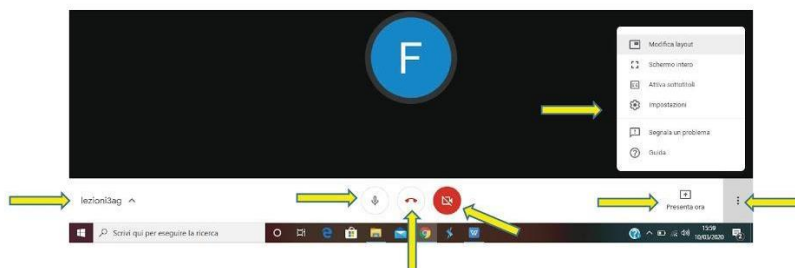 F
Modifica layout
Schermo intero
Attiva sottotitoli
Impostazioni
Segnala un problema
Guida
lezioni3ag
Presenta ora
Scrivi qui per eseguire la ricerca
15:59
10/03/2020